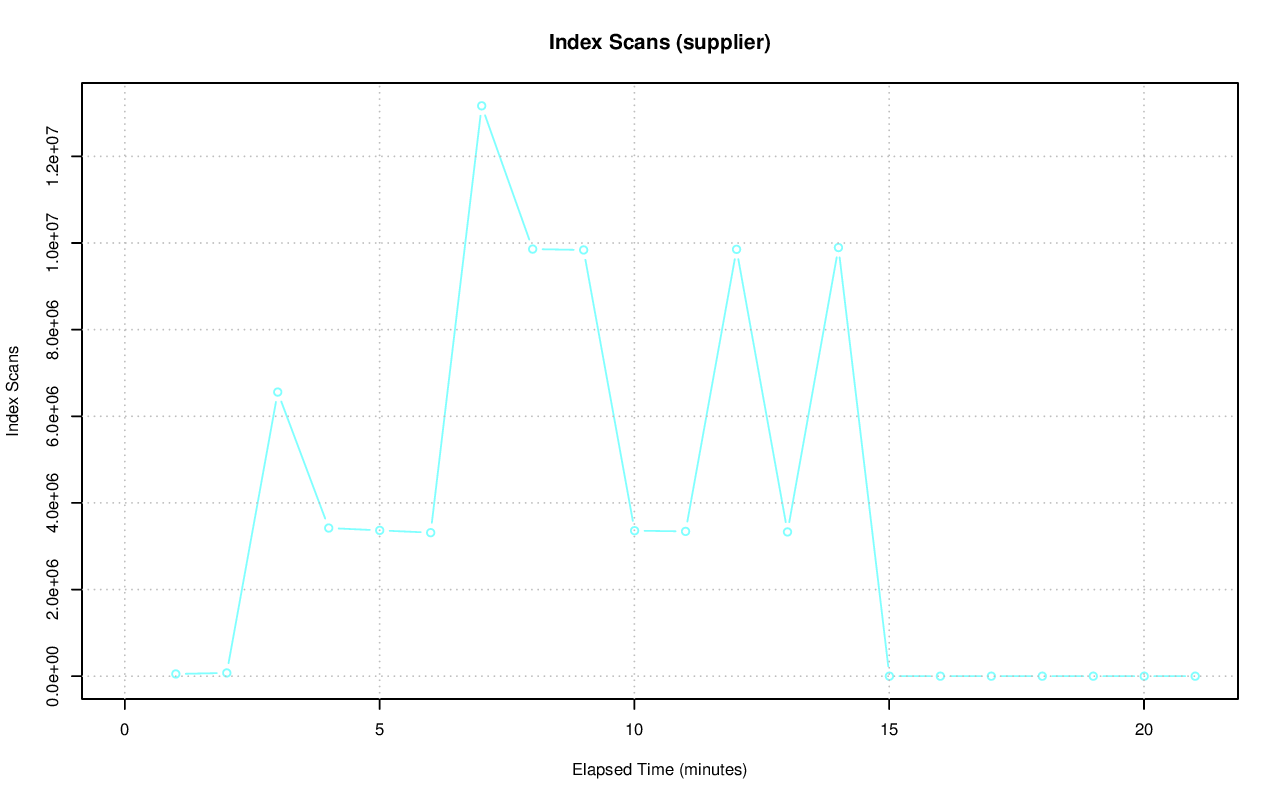 Index Scans (supplier)
Index Scans
1.2e+07
1.0e+07
8.0e+06
6.0e+06
4.0e+06
2.0e+06
0.0e+00
0 5 10 15 20
Elapsed Time (minutes)